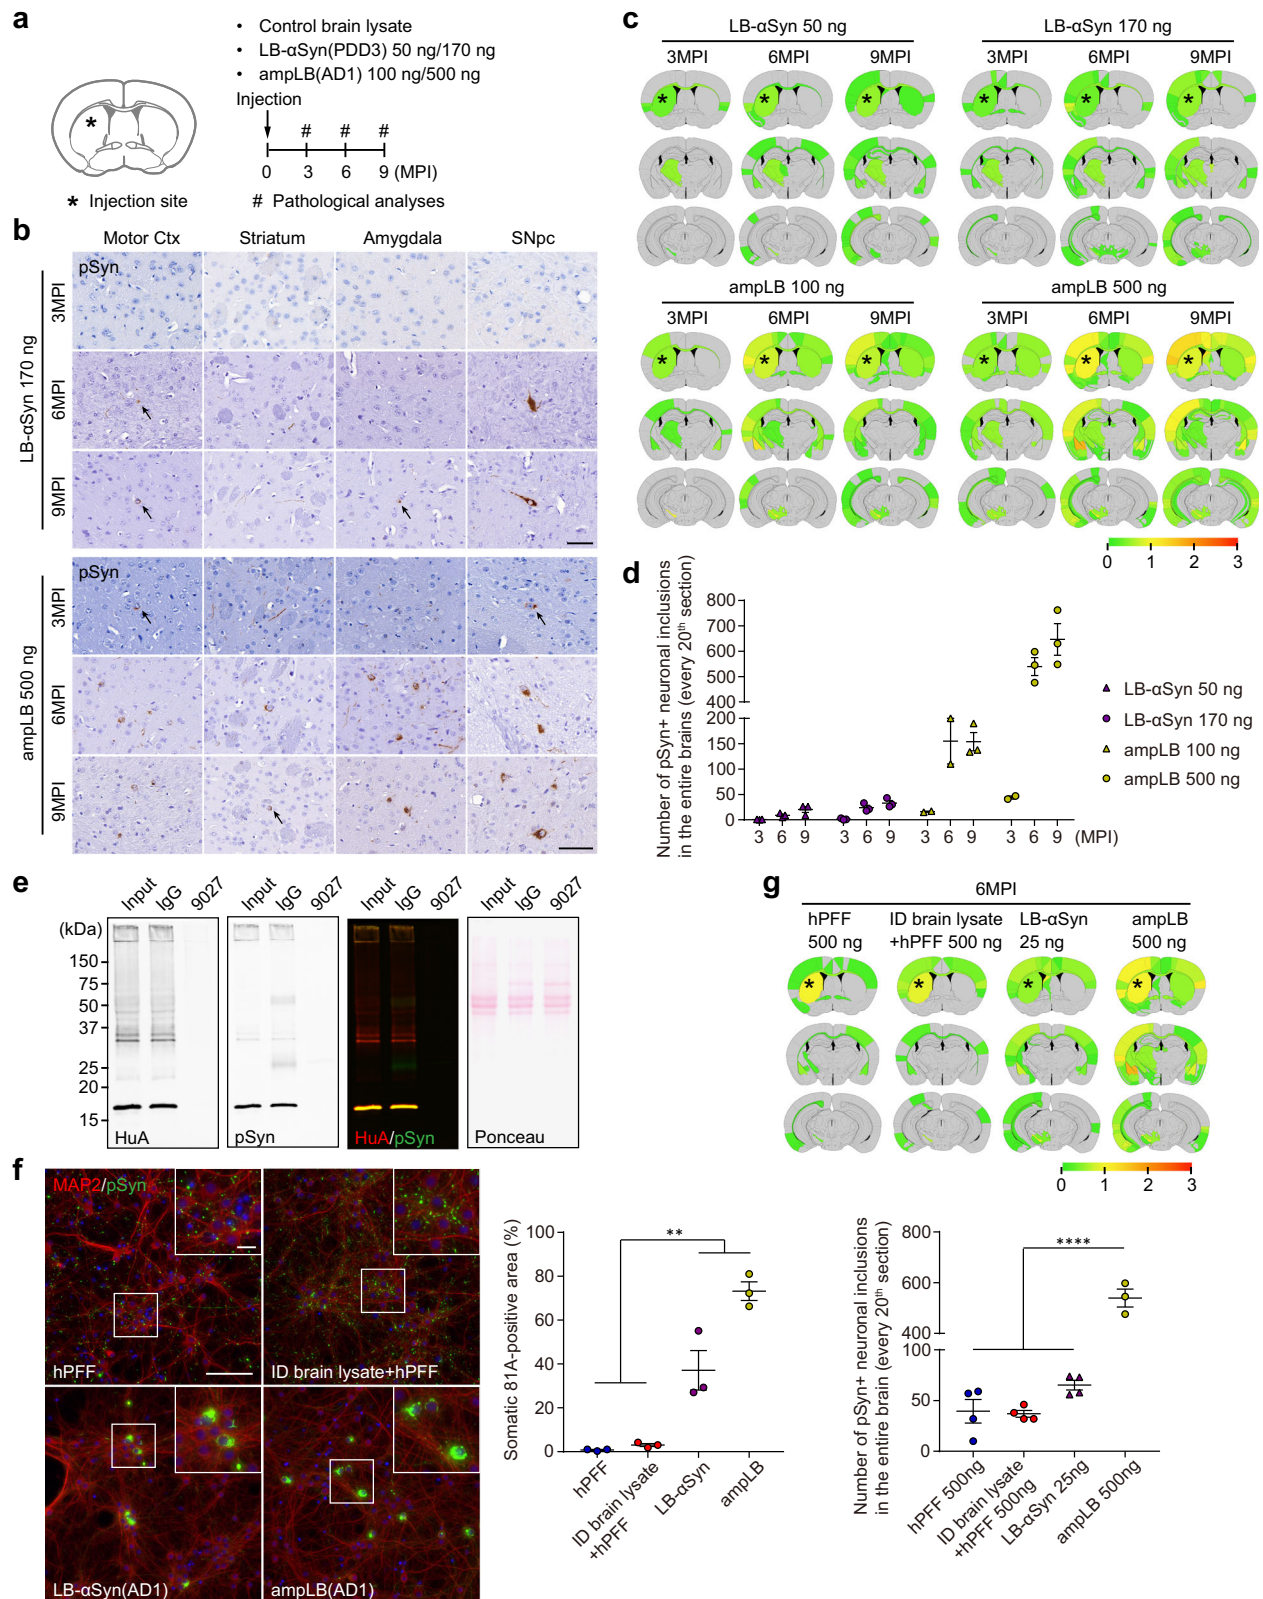 a
• Control brain lysate
• LB-αSyn(PDD3) 50 ng/170 ng
• ampLB(AD1) 100 ng/500 ng
Injection
*
# # #
0 3 6 9 (MPI)
* Injection site
# Pathological analyses
b
Motor Ctx Striatum Amygdala SNpc
LB-αSyn 170 ng
pSyn
3MPI
6MPI
9MPI
ampLB 500 ng
pSyn
3MPI
6MPI
9MPI
c
LB-αSyn 50 ng LB-αSyn 170 ng
3MPI 6MPI 9MPI 3MPI 6MPI 9MPI
* * * * * *
ampLB 100 ng ampLB 500 ng
3MPI 6MPI 9MPI 3MPI 6MPI 9MPI
* * * * * *
0 1 2 3
d
Number of pSyn+ neuronal inclusions
in the entire brains (every 20th section)
800
700
600
500
400
200
150
100
50
0
3 6 9 3 6 9 3 6 9 3 6 9 (MPI)
LB-αSyn 50 ng
LB-αSyn 170 ng
ampLB 100 ng
ampLB 500 ng
e
Input IgG 9027 Input IgG 9027 Input IgG 9027 Input IgG 9027
(kDa)
150
75
50
37
25
20
15
HuA
pSyn
HuA/pSyn
Ponceau
f
MAP2/pSyn
hPFF
ID brain lysate+hPFF
LB-αSyn(AD1)
ampLB(AD1)
Somatic 81A-positive area (%)
100
80
60
40
20
0
**
hPFF
ID brain lysate
+hPFF
LB-αSyn
ampLB
g
6MPI
hPFF
500 ng
ID brain lysate
+hPFF 500 ng
LB-αSyn
25 ng
ampLB
500 ng
* * * *
0 1 2 3
Number of pSyn+ neuronal inclusions
in the entire brain (every 20th section)
800
600
400
100
50
0
****
hPFF 500ng
ID brain lysate
+hPFF 500ng
LB-αSyn 25ng
ampLB 500ng